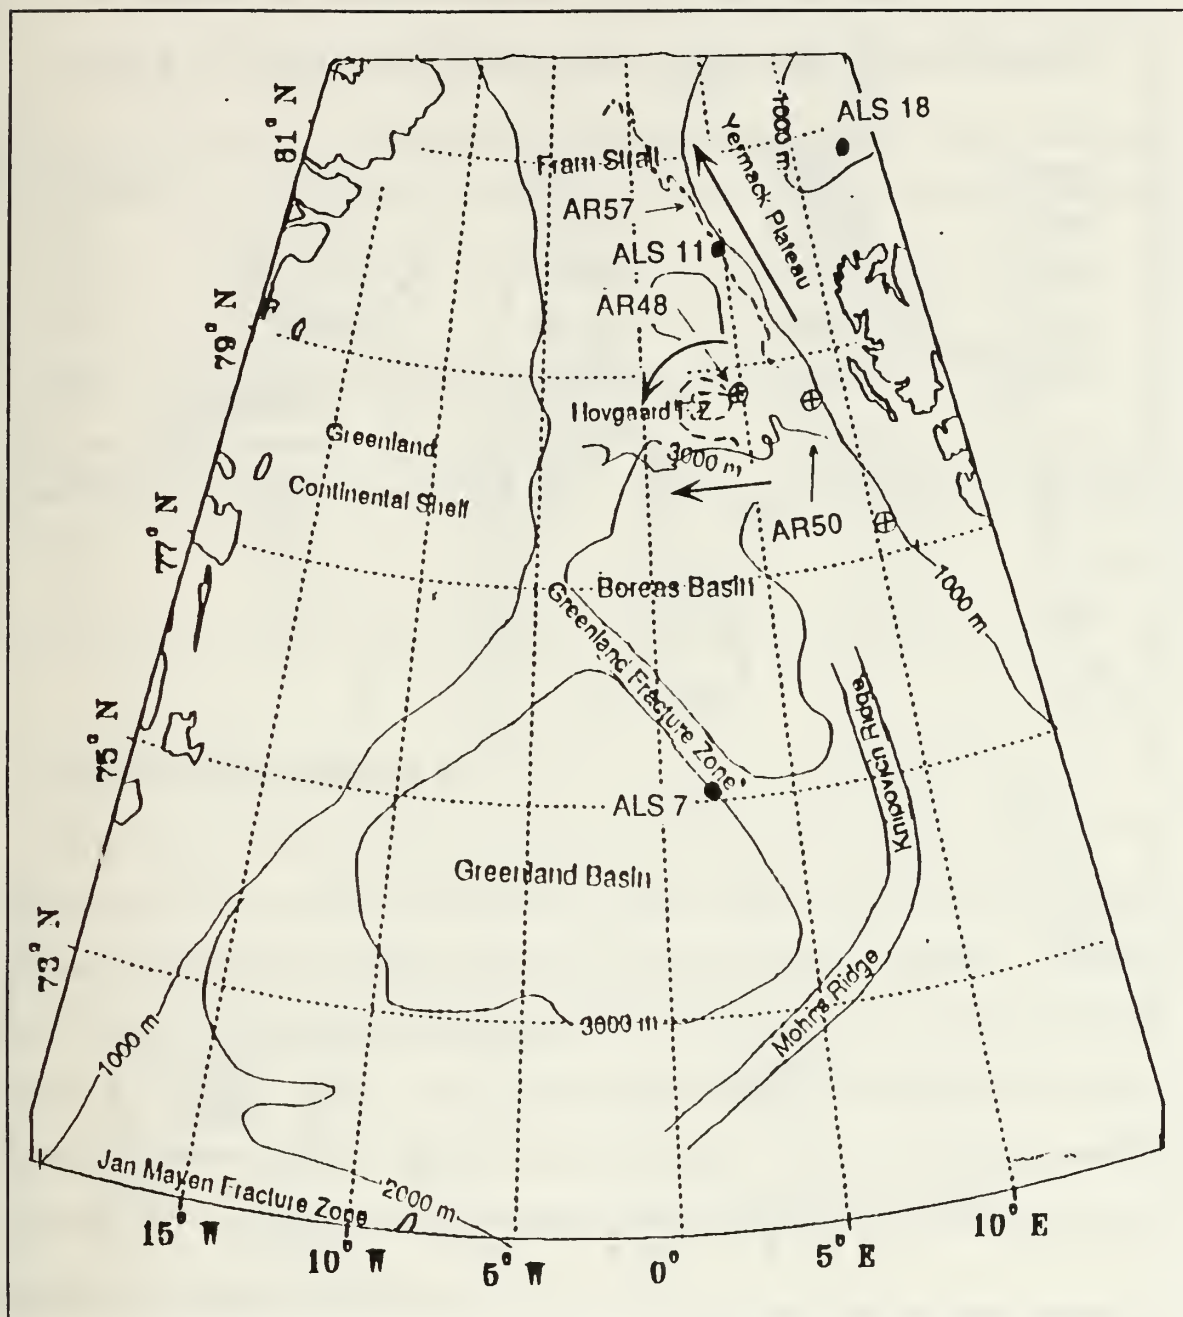 81° N
79° N
77° N
75° N
73° N
ALS 18
1000 m
Yermack Plateau
Fram Strait
AR57
ALS 11
AR48
Hovgaard F. Z.
3000 m
Greenland
Continental Shelf
AR50
1000 m
Boreas Basin
Greenland Fracture Zone
Knipovich Ridge
ALS 7
Greenland Basin
Mohns Ridge
3000 m
1000 m
2000 m
Jan Mayen Fracture Zone
15° W
10° W
5° W
0°
5° E
10° E